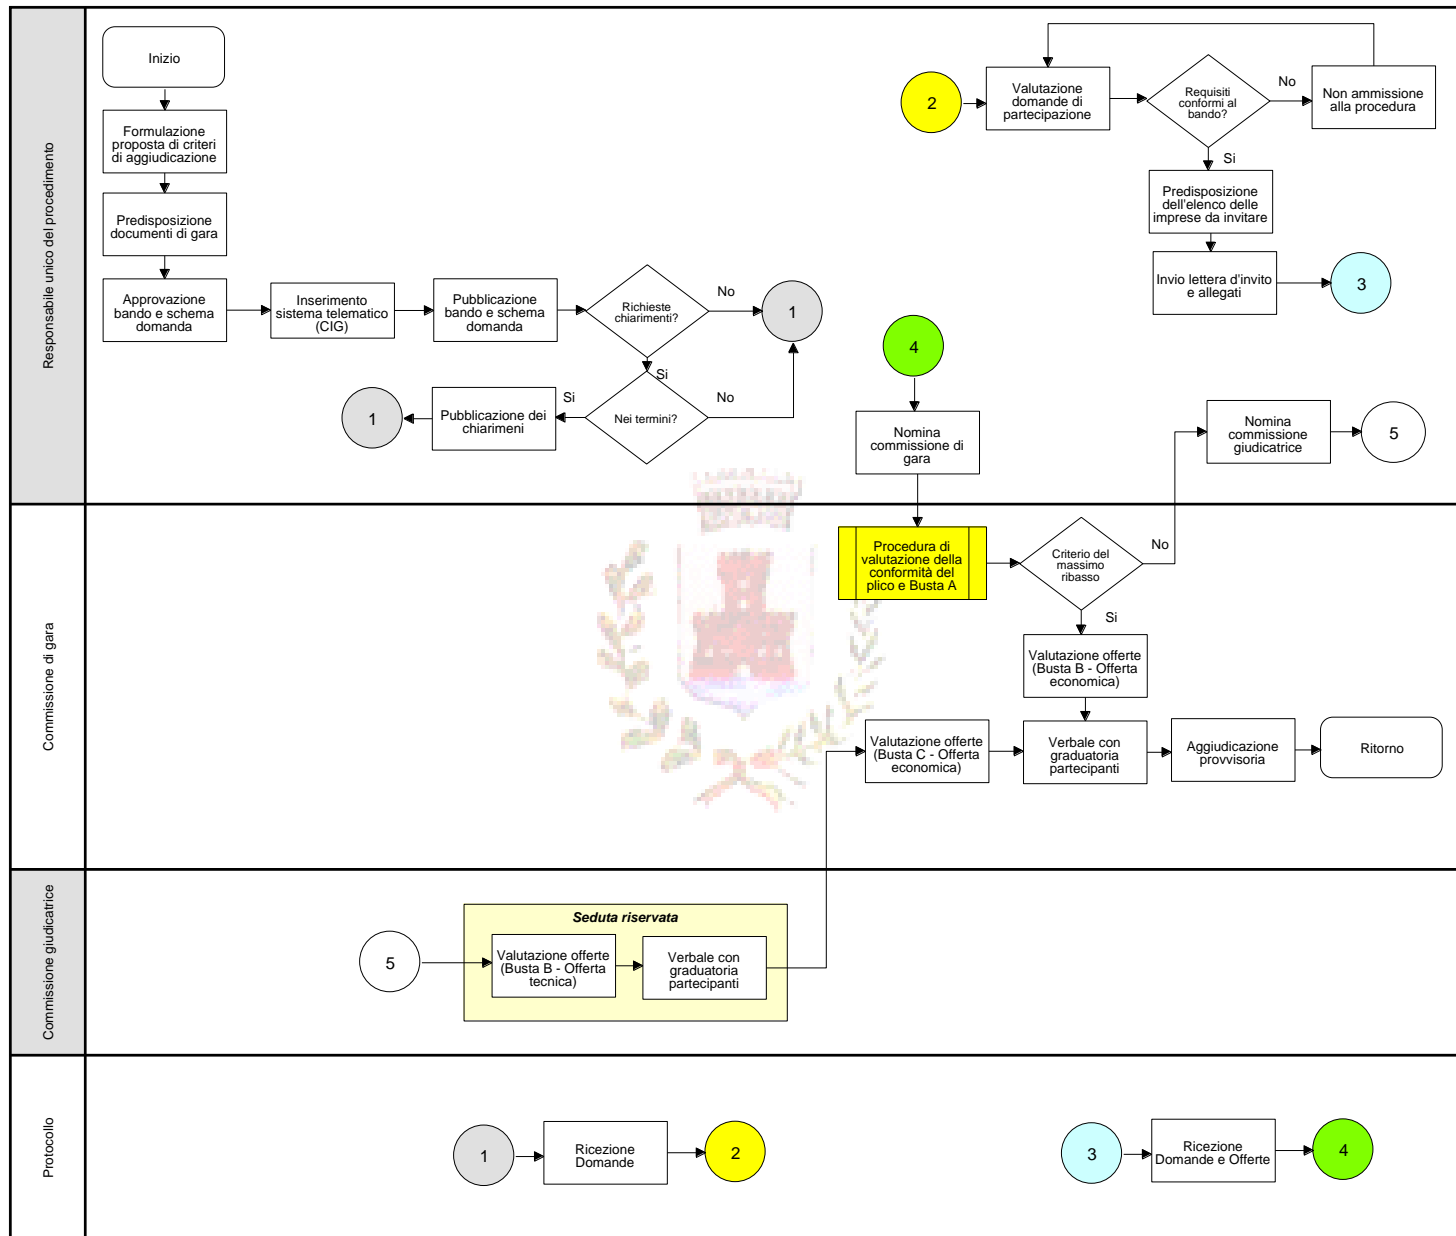 Responsabile unico del procedimento
Inizio
Formulazione
proposta di criteri
di aggiudicazione
Predisposizione
documenti di gara
Approvazione
bando e schema
domanda
Inserimento
sistema telematico
(CIG)
Pubblicazione
bando e schema
domanda
Richieste
chiarimenti?
No
1
Si
Nei termini?
No
Si
Pubblicazione dei
chiarimeni
1
2
Valutazione
domande di
partecipazione
Requisiti
conformi al
bando?
No
Non ammissione
alla procedura
Si
Predisposizione
dell'elenco delle
imprese da invitare
Invio lettera d'invito
e allegati
3
4
Nomina
commissione di
gara
Nomina
commissione
giudicatrice
5
Commissione di gara
Procedura di
valutazione della
conformità del
plico e Busta A
Criterio del
massimo
ribasso
No
Si
Valutazione offerte
(Busta B - Offerta
economica)
Valutazione offerte
(Busta C - Offerta
economica)
Verbale con
graduatoria
partecipanti
Aggiudicazione
provvisoria
Ritorno
Commissione giudicatrice
5
Seduta riservata
Valutazione offerte
(Busta B - Offerta
tecnica)
Verbale con
graduatoria
partecipanti
Protocollo
1
Ricezione
Domande
2
3
Ricezione
Domande e Offerte
4